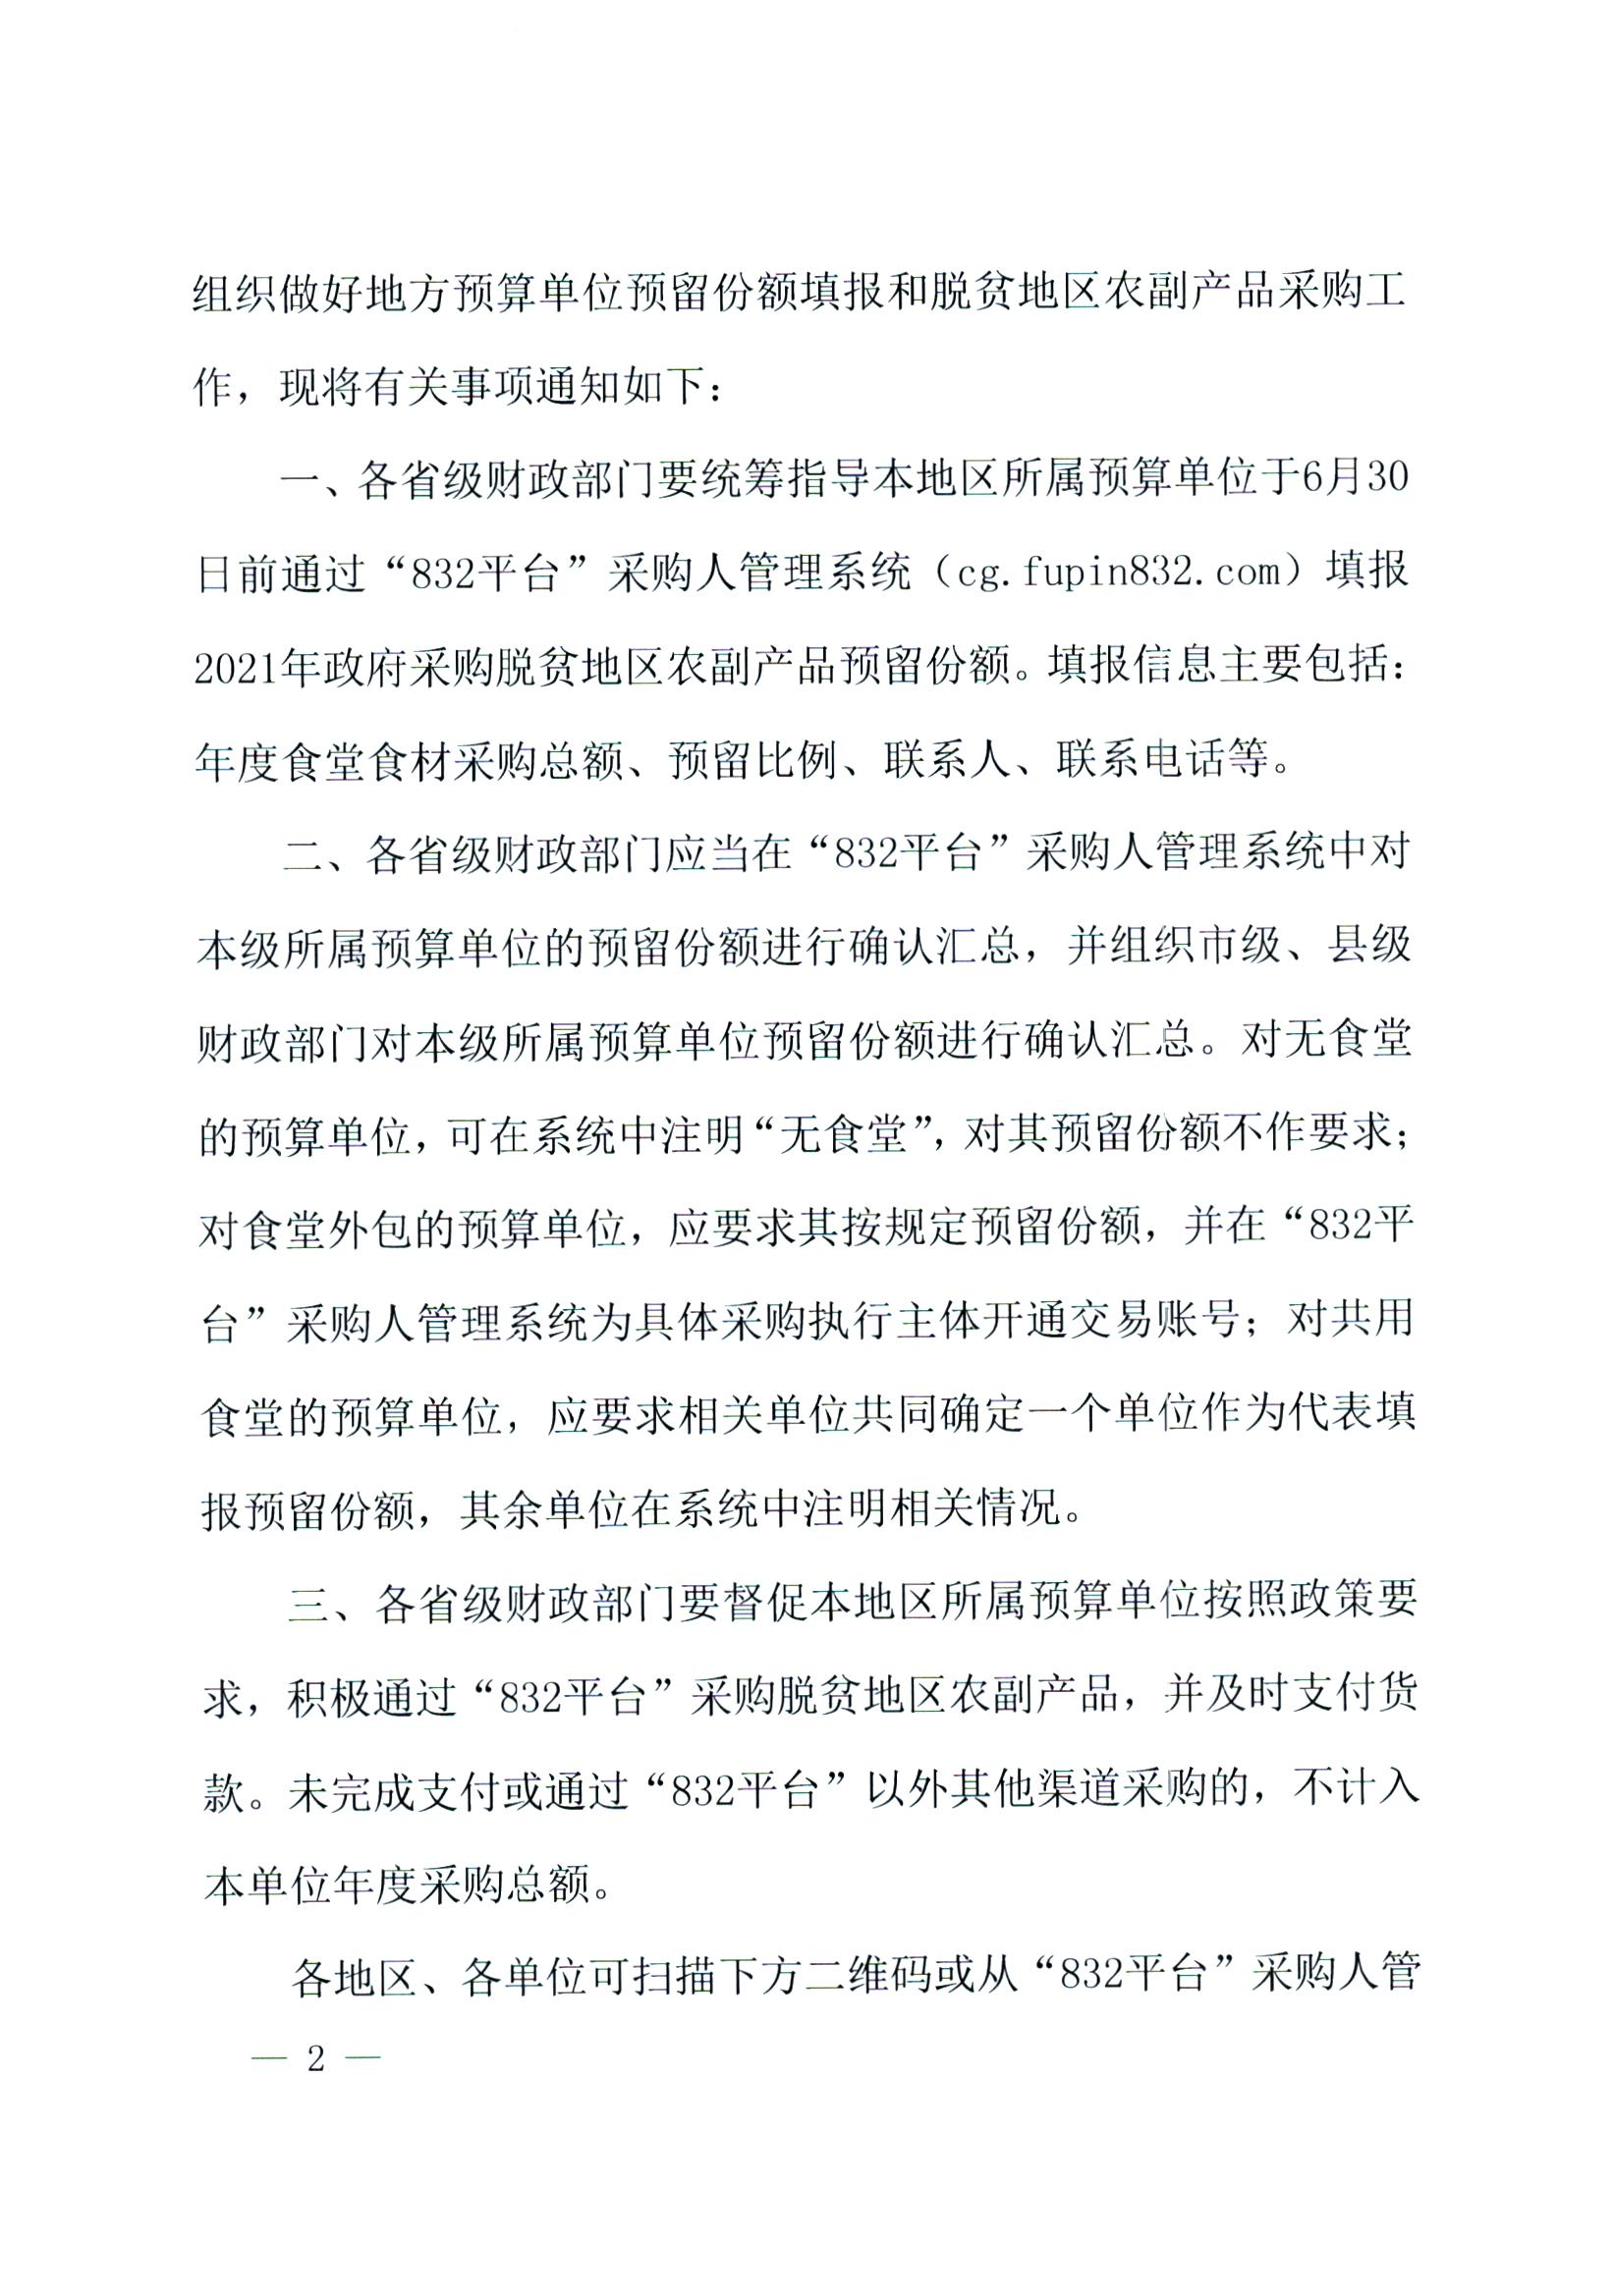 组织做好地方预算单位预留份额填报和脱贫地区农副产品采购工
作，现将有关事项通知如下：
一、各省级财政部门要统筹指导本地区所属预算单位于6月30
日前通过“832平台”采购人管理系统（cg.fupin832.com）填报
2021年政府采购脱贫地区农副产品预留份额。填报信息主要包括：
年度食堂食材采购总额、预留比例、联系人、联系电话等。
二、各省级财政部门应当在“832平台”采购人管理系统中对
本级所属预算单位的预留份额进行确认汇总，并组织市级、县级
财政部门对本级所属预算单位预留份额进行确认汇总。对无食堂
的预算单位，可在系统中注明“无食堂”，对其预留份额不作要求；
对食堂外包的预算单位，应要求其按规定预留份额，并在“832平
台”采购人管理系统为具体采购执行主体开通交易账号；对共用
食堂的预算单位，应要求相关单位共同确定一个单位作为代表填
报预留份额，其余单位在系统中注明相关情况。
三、各省级财政部门要督促本地区所属预算单位按照政策要
求，积极通过“832平台”采购脱贫地区农副产品，并及时支付货
款。未完成支付或通过“832平台”以外其他渠道采购的，不计入
本单位年度采购总额。
各地区、各单位可扫描下方二维码或从“832平台”采购人管
— 2 —